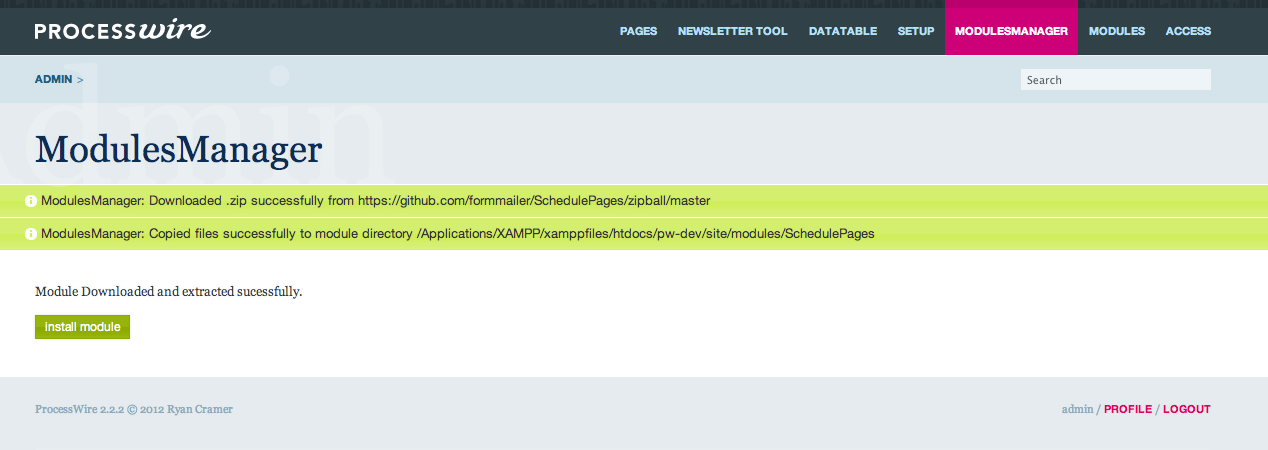 PROCESSwire
PAGES NEWSLETTER TOOL DATATABLE SETUP MODULESMANAGER MODULES ACCESS
ADMIN >
Search
Admin
ModulesManager
ModulesManager: Downloaded .zip successfully from https://github.com/formmailer/SchedulePages/zipball/master
ModulesManager: Copied files successfully to module directory /Applications/XAMPP/xamppfiles/htdocs/pw-dev/site/modules/SchedulePages
Module Downloaded and extracted sucessfully.
install module
ProcessWire 2.2.2 © 2012 Ryan Cramer
admin / PROFILE / LOGOUT